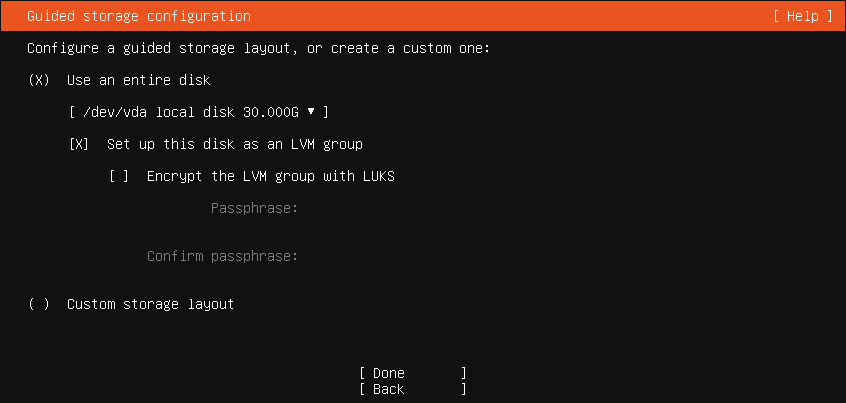 Guided storage configuration [ Help ]
Configure a guided storage layout, or create a custom one:
(X) Use an entire disk
[ /dev/vda local disk 30.000G ▾ ]
[X] Set up this disk as an LVM group
[ ] Encrypt the LVM group with LUKS
Passphrase:
Confirm passphrase:
( ) Custom storage layout
[ Done ]
[ Back ]